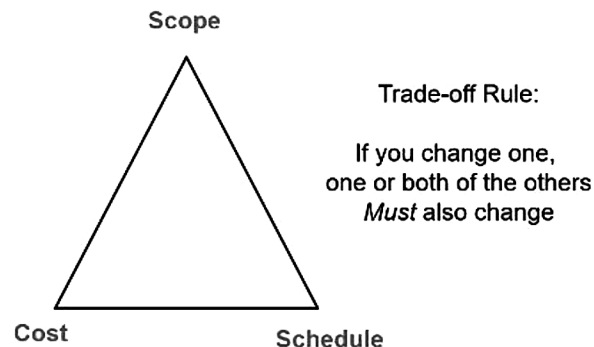 Scope
Trade-off Rule:
If you change one,
one or both of the others
Must also change
Cost
Schedule